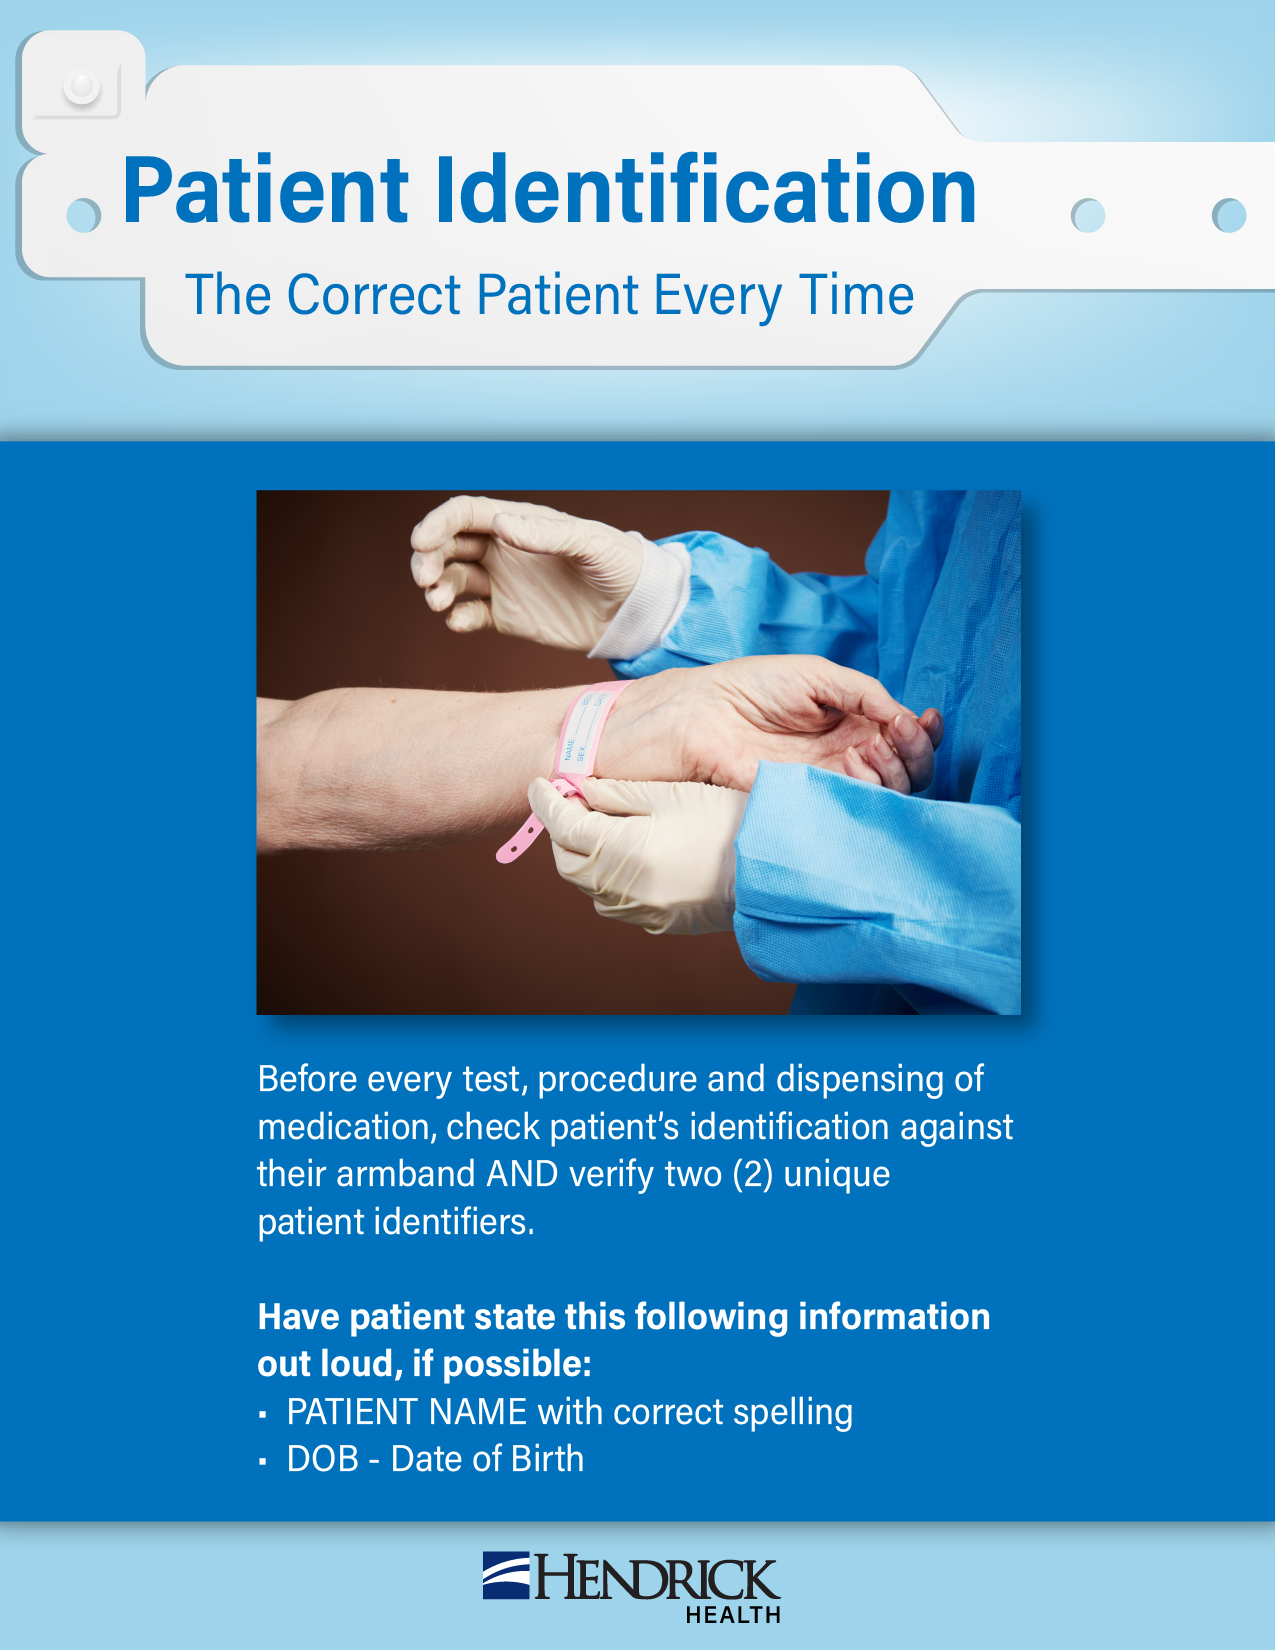 Patient Identification
The Correct Patient Every Time
NAME BED
SEX DATE
Before every test, procedure and dispensing of
medication, check patient’s identification against
their armband AND verify two (2) unique
patient identifiers.
Have patient state this following information
out loud, if possible:
▪ PATIENT NAME with correct spelling
▪ DOB - Date of Birth
HENDRICK
HEALTH